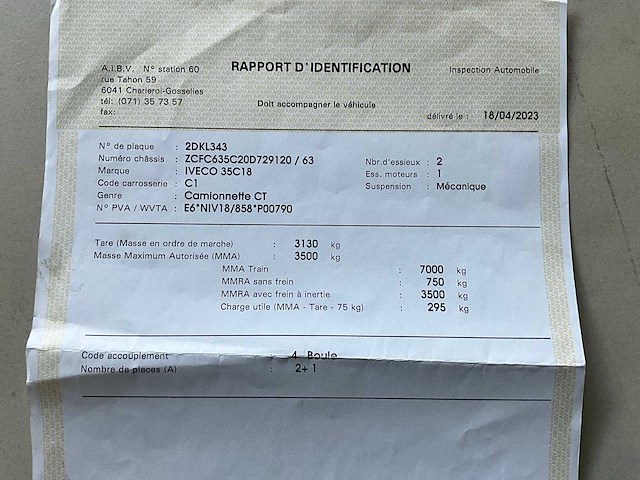 A.I.B.V. N° station 60
RAPPORT D'IDENTIFICATION
Inspection Automobile
rue Tahon 59
6041 Charleroi-Gosselies
tél: (071) 35 73 57
Doit accompagner le véhicule
fax:
délivré le : 18/04/2023
N° de plaque : 2DKL343
Numéro châssis : ZCFC635C20D729120 / 63
Nbr.d'essieux : 2
Marque : IVECO 35C18
Ess. moteurs : 1
Code carrosserie : C1
Suspension : Mécanique
Genre : Camionnette CT
N° PVA / WVTA : E6*NIV18/858*P00790
Tare (Masse en ordre de marche) : 3130 kg
Masse Maximum Autorisée (MMA) : 3500 kg
MMA Train : 7000 kg
MMRA sans frein : 750 kg
MMRA avec frein à inertie : 3500 kg
Charge utile (MMA - Tare - 75 kg) : 295 kg
Code accouplement : 4 Boule
Nombre de places (A) : 2+1